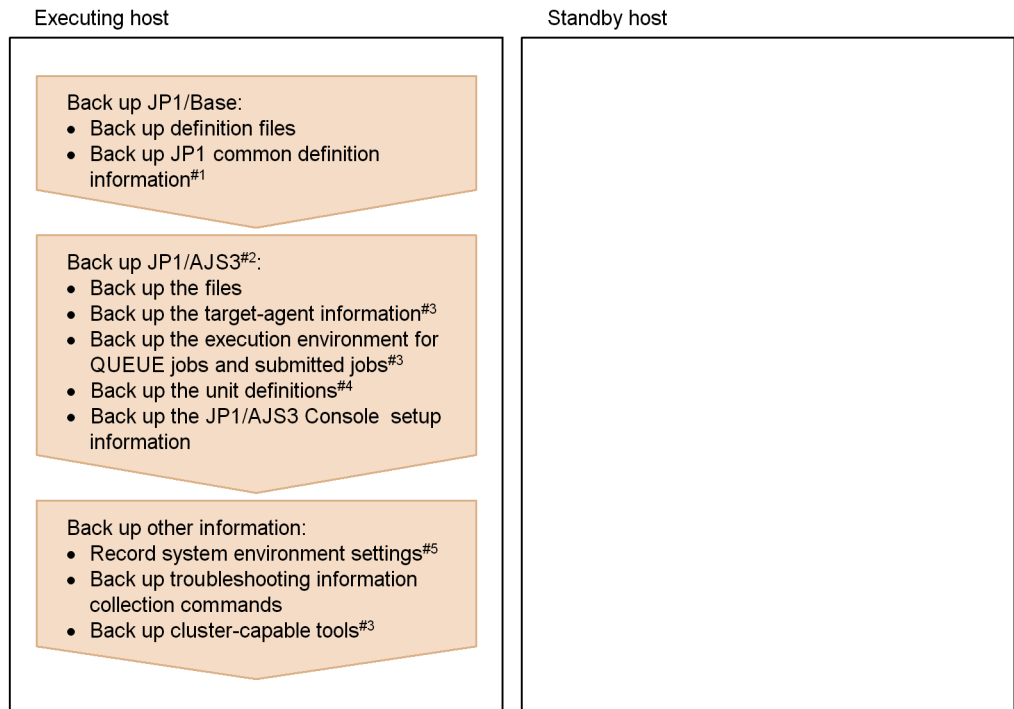 Executing host
Standby host
Back up JP1/Base:
• Back up definition files
• Back up JP1 common definition
information#1
Back up JP1/AJS3#2:
• Back up the files
• Back up the target-agent information#3
• Back up the execution environment for
QUEUE jobs and submitted jobs#3
• Back up the unit definitions#4
• Back up the JP1/AJS3 Console setup
information
Back up other information:
• Record system environment settings#5
• Back up troubleshooting information
collection commands
• Back up cluster-capable tools#3